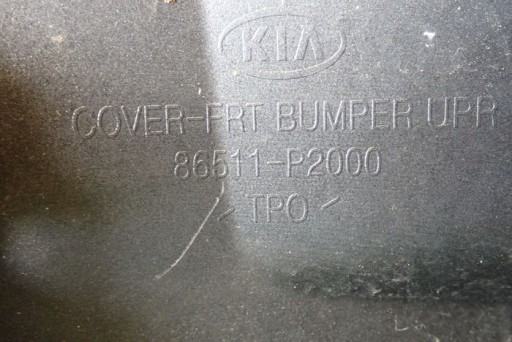 KIA
COVER-FRT BUMPER UPR
86511-P2000
< TPO <